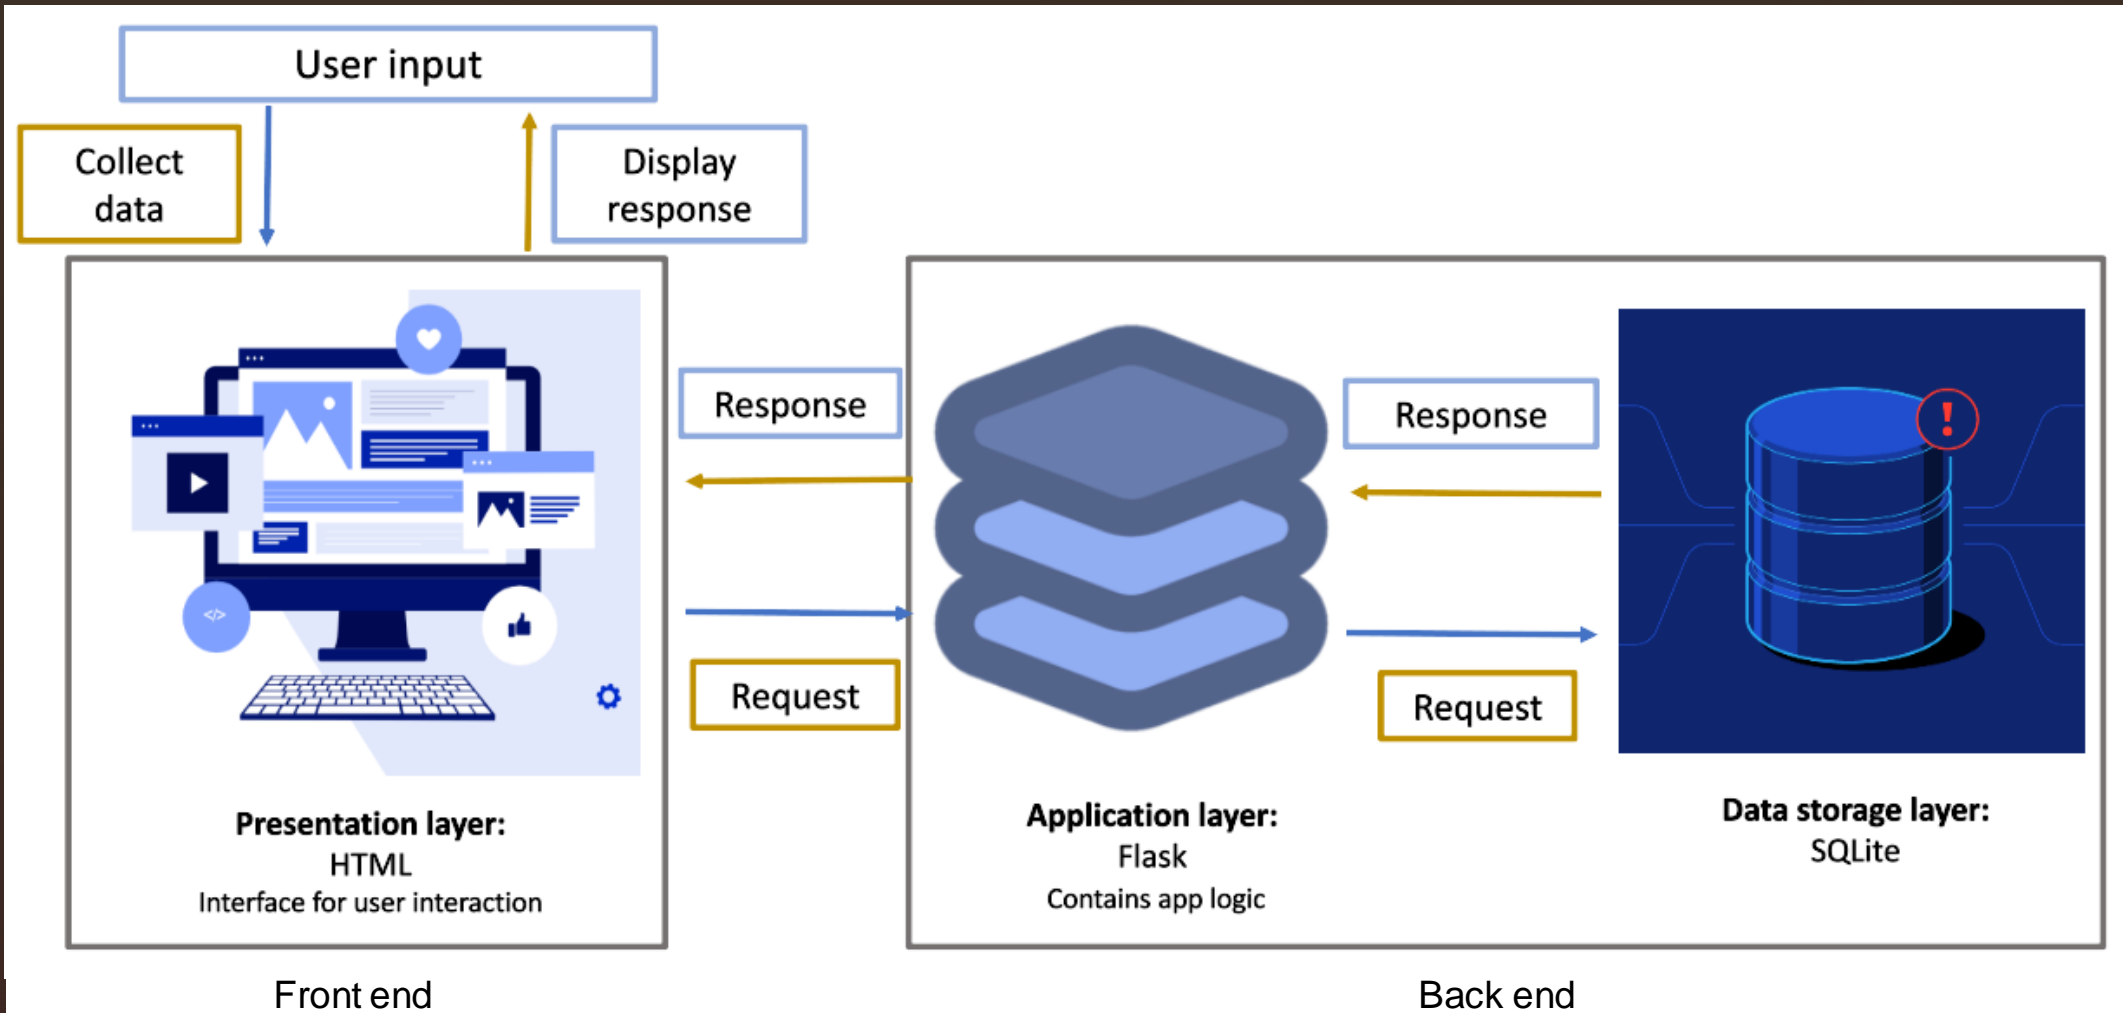 User input
Collect
data
Display
response
Response
Response
Request
Request
</>
!
Presentation layer:
HTML
Interface for user interaction
Application layer:
Flask
Contains app logic
Data storage layer:
SQLite
Front end
Back end